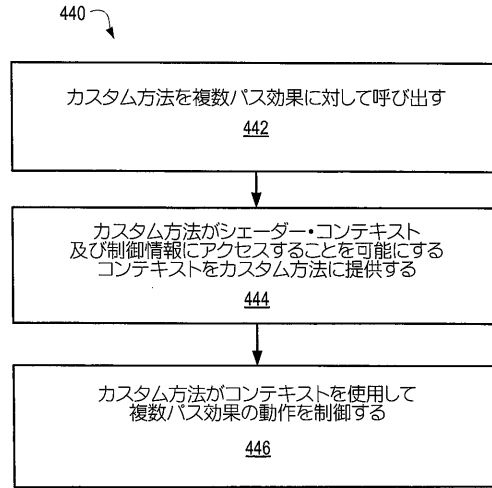 440
カスタム方法を複数パス効果に対して呼び出す
442
カスタム方法がシェーダー・コンテキスト
及び制御情報にアクセスすることを可能にする
コンテキストをカスタム方法に提供する
444
カスタム方法がコンテキストを使用して
複数パス効果の動作を制御する
446